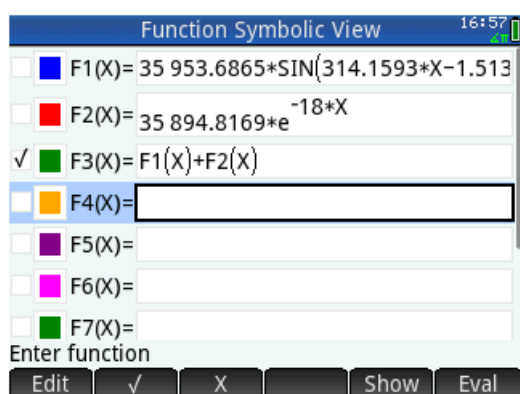 Function Symbolic View 16:57
∡π
F1(X)= 35 953.6865*SIN(314.1593*X−1.513
F2(X)= 35 894.8169*e^-18*X
√ F3(X)= F1(X)+F2(X)
F4(X)=
F5(X)=
F6(X)=
F7(X)=
Enter function
Edit √ X Show Eval